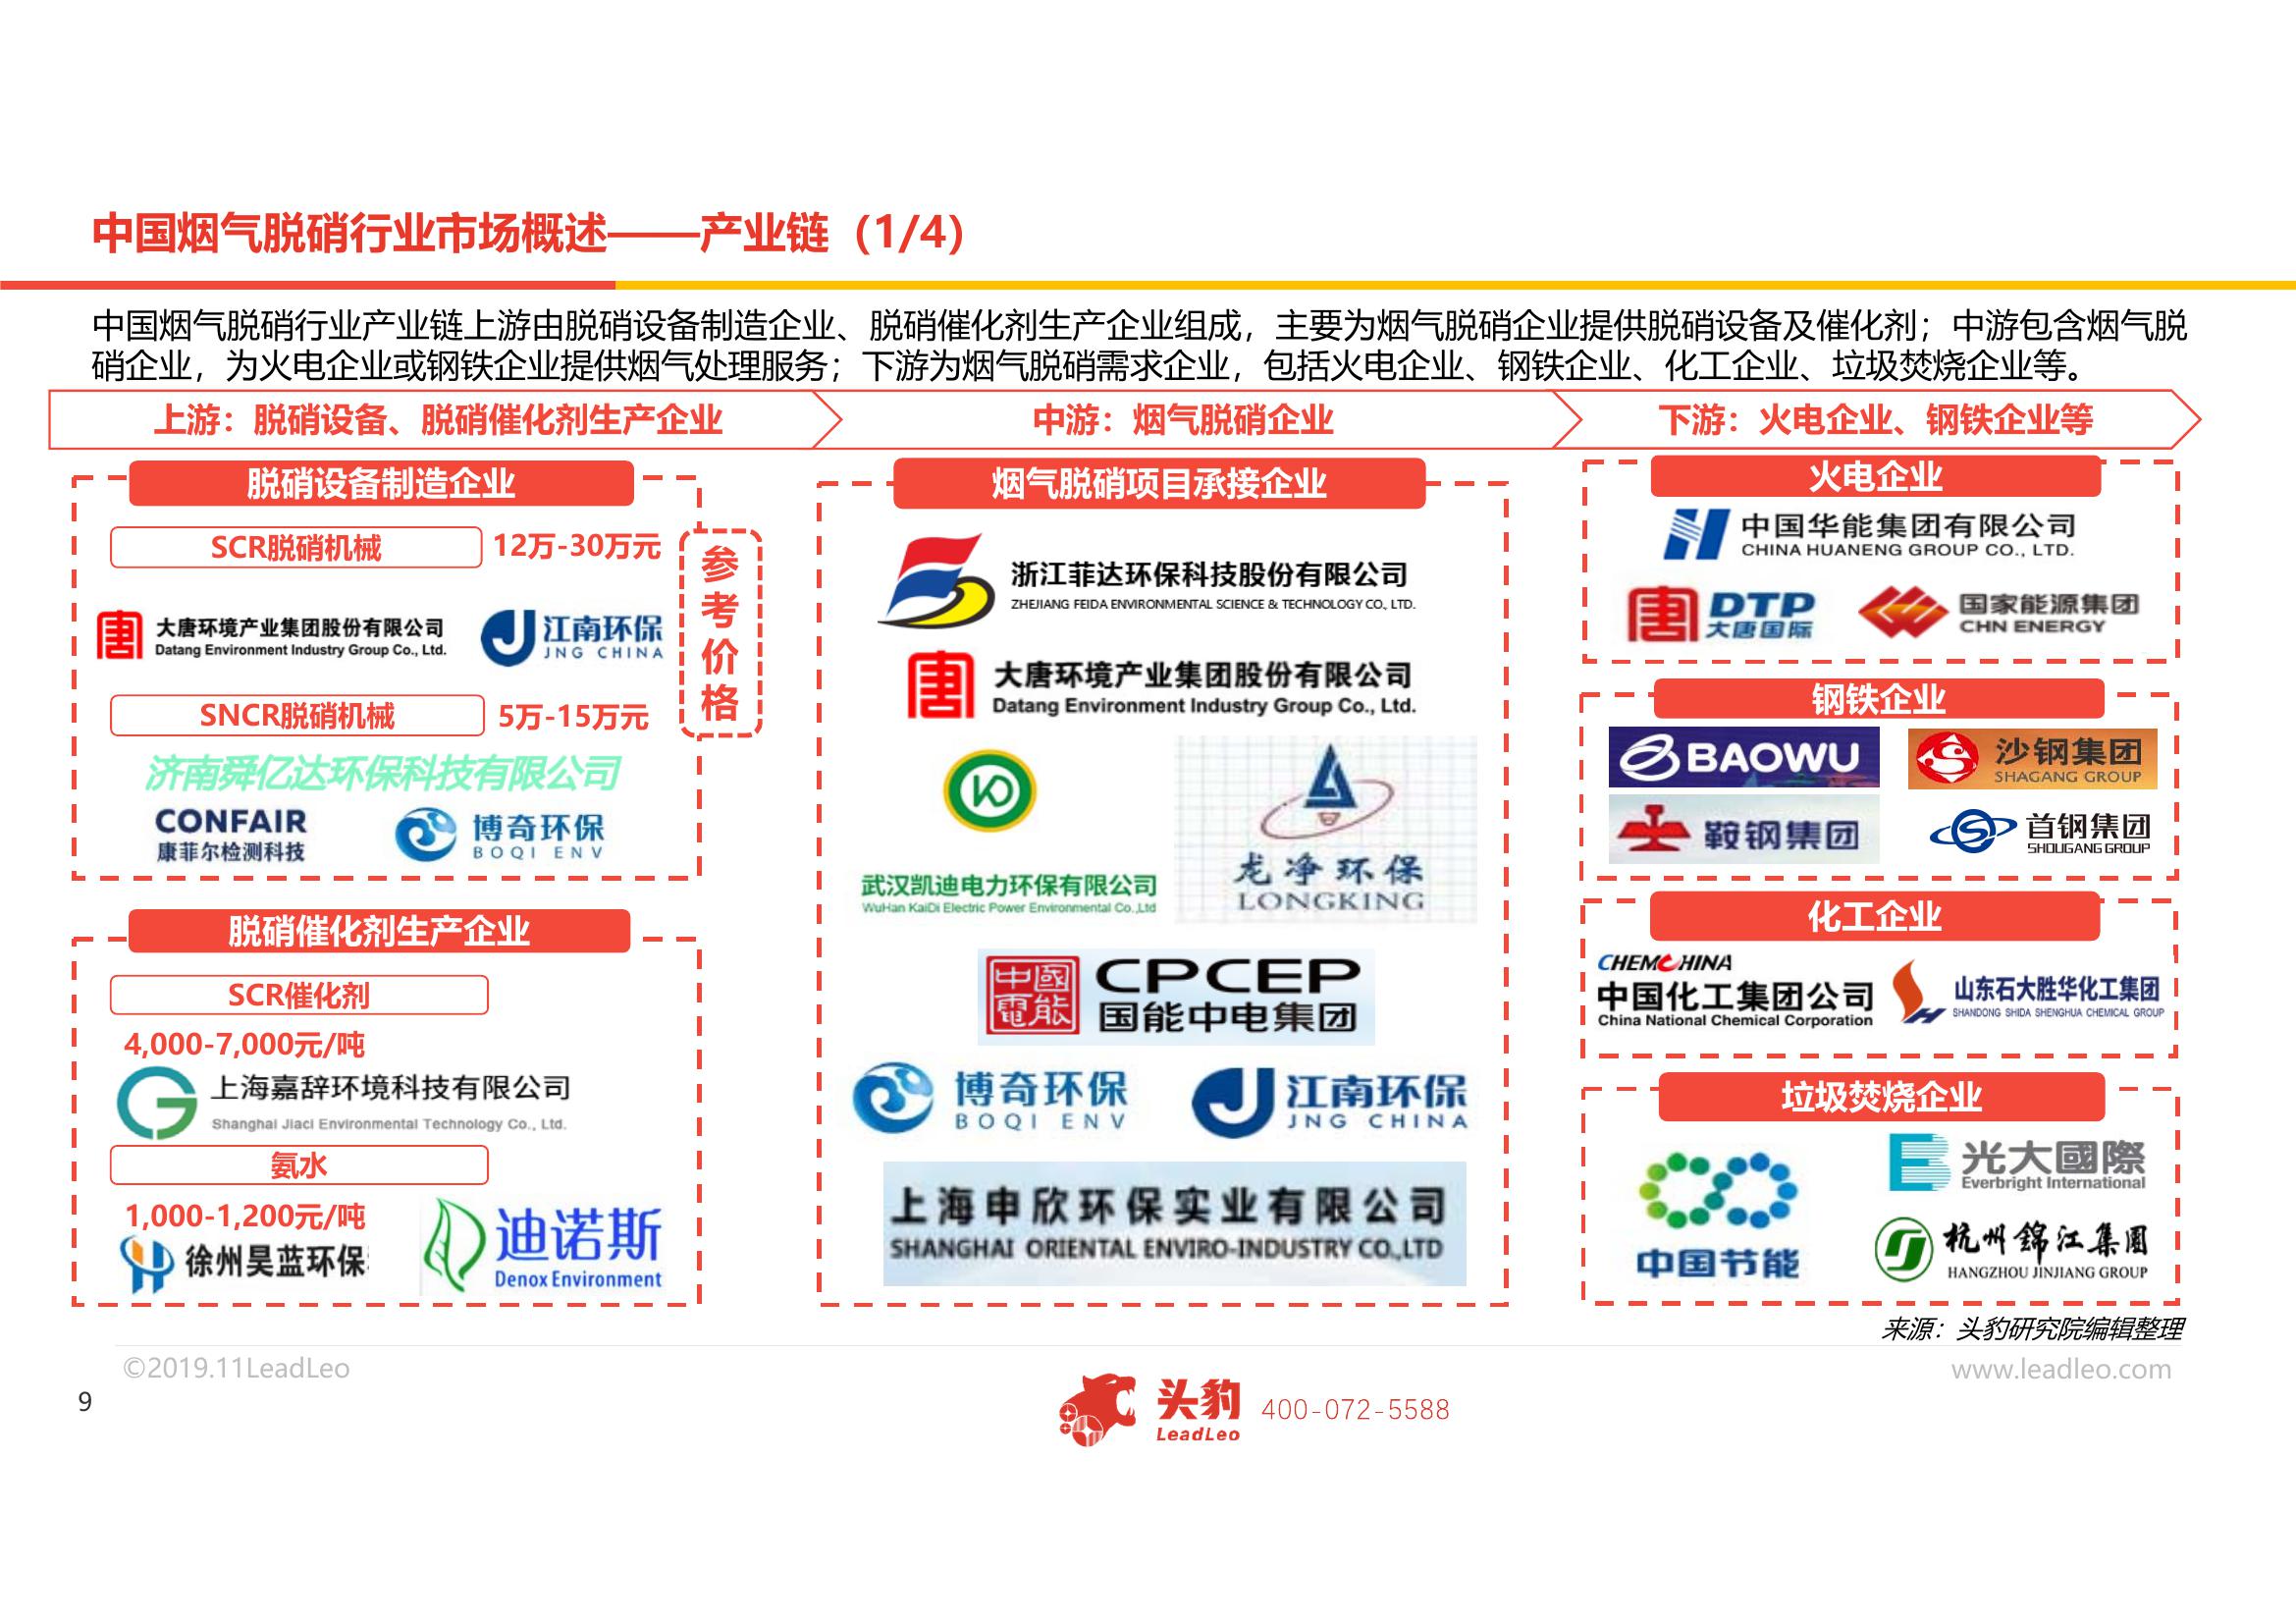 中国烟气脱硝行业市场概述——产业链（1/4）
中国烟气脱硝行业产业链上游由脱硝设备制造企业、脱硝催化剂生产企业组成，主要为烟气脱硝企业提供脱硝设备及催化剂；中游包含烟气脱
硝企业，为火电企业或钢铁企业提供烟气处理服务；下游为烟气脱硝需求企业，包括火电企业、钢铁企业、化工企业、垃圾焚烧企业等。
上游：脱硝设备、脱硝催化剂生产企业
中游：烟气脱硝企业
下游：火电企业、钢铁企业等
脱硝设备制造企业
SCR脱硝机械
12万-30万元
参考价格
唐
大唐环境产业集团股份有限公司
Datang Environment Industry Group Co., Ltd.
江南环保
JNG CHINA
SNCR脱硝机械
5万-15万元
济南舜亿达环保科技有限公司
CONFAIR
康菲尔检测科技
博奇环保
BOQI ENV
脱硝催化剂生产企业
SCR催化剂
4,000-7,000元/吨
上海嘉辞环境科技有限公司
Shanghai Jiaci Environmental Technology Co., Ltd.
氨水
1,000-1,200元/吨
徐州昊蓝环保
迪诺斯
Denox Environment
烟气脱硝项目承接企业
浙江菲达环保科技股份有限公司
ZHEJIANG FEIDA ENVIRONMENTAL SCIENCE & TECHNOLOGY CO., LTD.
唐
大唐环境产业集团股份有限公司
Datang Environment Industry Group Co., Ltd.
武汉凯迪电力环保有限公司
WuHan KaiDi Electric Power Environmental Co.,Ltd
龙净环保
LONGKING
中國電能
CPCEP
国能中电集团
博奇环保
BOQI ENV
江南环保
JNG CHINA
上海申欣环保实业有限公司
SHANGHAI ORIENTAL ENVIRO-INDUSTRY CO.,LTD
火电企业
中国华能集团有限公司
CHINA HUANENG GROUP CO., LTD.
唐
DTP
大唐国际
国家能源集团
CHN ENERGY
钢铁企业
BAOWU
沙钢集团
SHAGANG GROUP
鞍钢集团
首钢集团
SHOUGANG GROUP
化工企业
CHEMCHINA
中国化工集团公司
China National Chemical Corporation
山东石大胜华化工集团
SHANDONG SHIDA SHENGHUA CHEMICAL GROUP
垃圾焚烧企业
中国节能
光大國際
Everbright International
杭州錦江集團
HANGZHOU JINJIANG GROUP
来源：头豹研究院编辑整理
©2019.11LeadLeo
www.leadleo.com
9
头豹
LeadLeo
400-072-5588